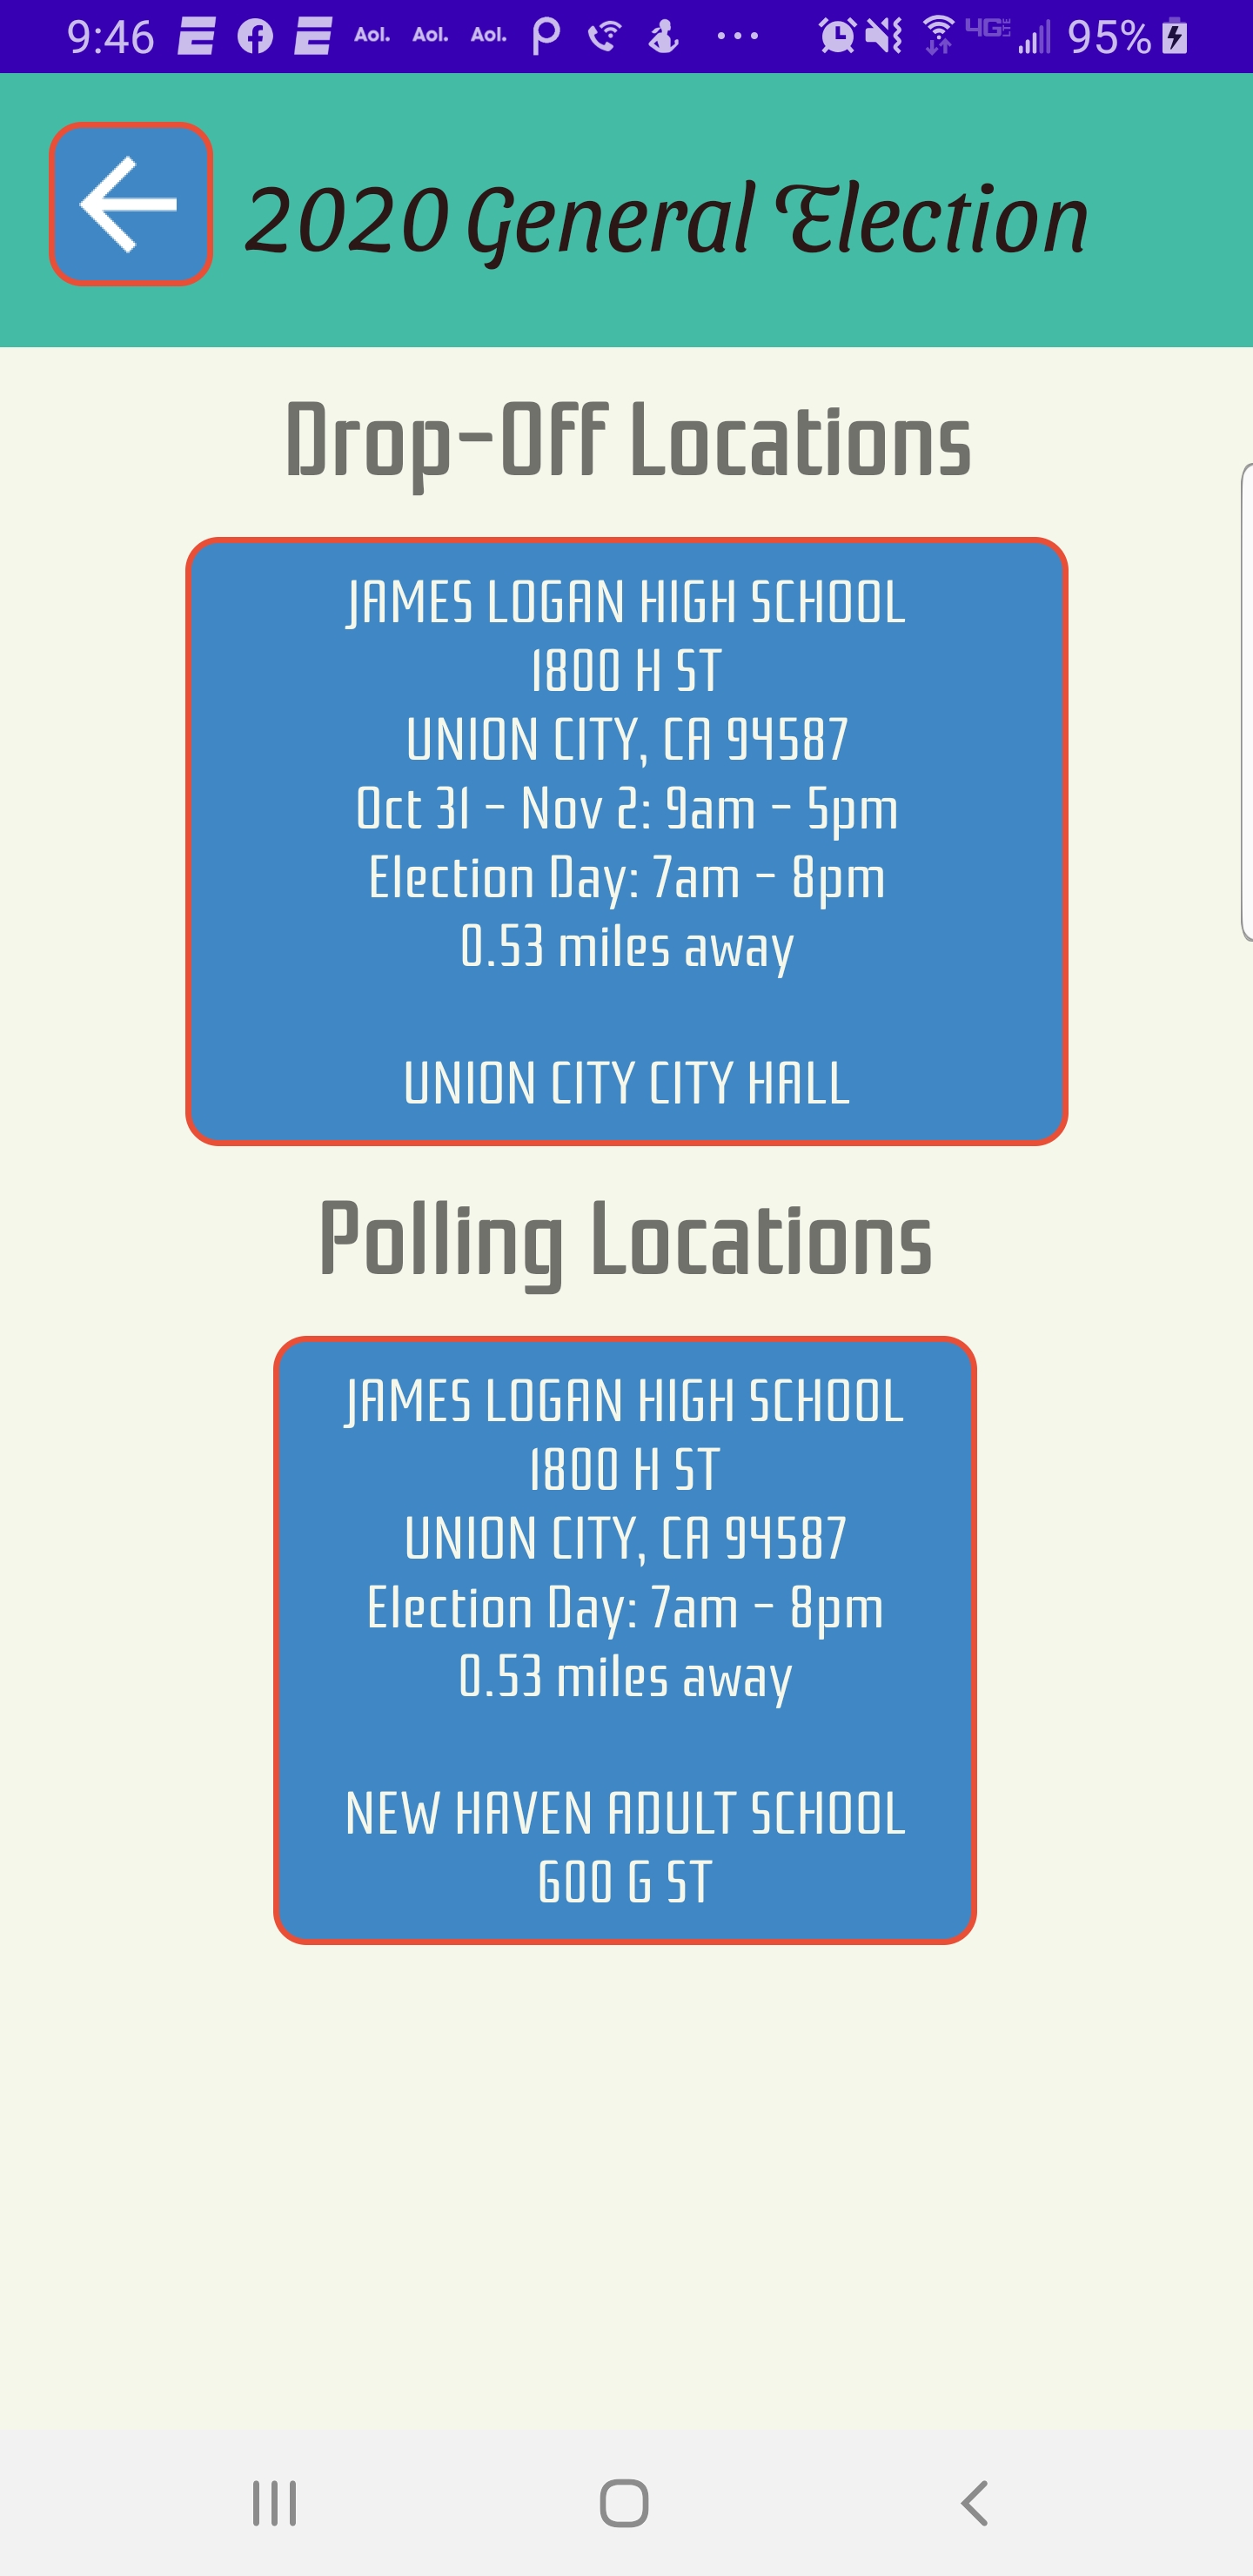 9:46 Aol. Aol. Aol. 4G LTE 95%
2020 General Election
Drop-Off Locations
JAMES LOGAN HIGH SCHOOL
1800 H ST
UNION CITY, CA 94587
Oct 31 - Nov 2: 9am - 5pm
Election Day: 7am - 8pm
0.53 miles away
UNION CITY CITY HALL
Polling Locations
JAMES LOGAN HIGH SCHOOL
1800 H ST
UNION CITY, CA 94587
Election Day: 7am - 8pm
0.53 miles away
NEW HAVEN ADULT SCHOOL
600 G ST